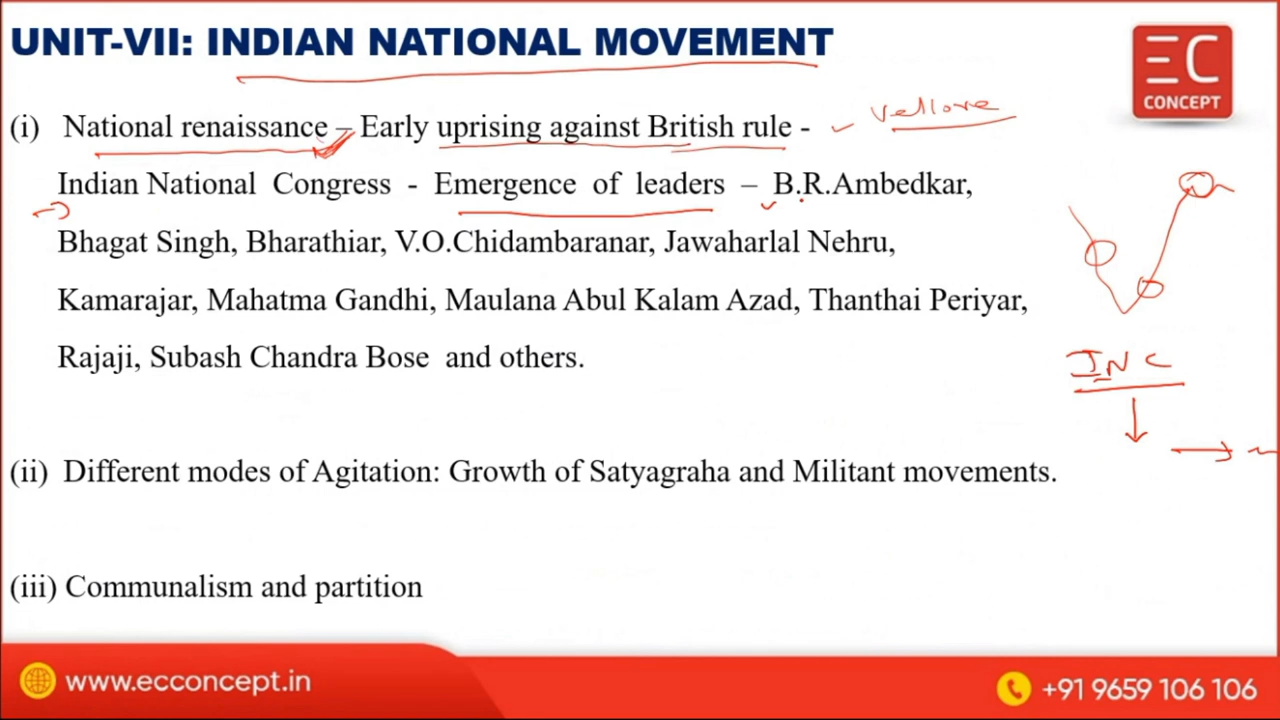 UNIT-VII: INDIAN NATIONAL MOVEMENT
EC
CONCEPT
(i) National renaissance – Early uprising against British rule - Vellore
Indian National Congress - Emergence of leaders – B.R.Ambedkar,
Bhagat Singh, Bharathiar, V.O.Chidambaranar, Jawaharlal Nehru,
Kamarajar, Mahatma Gandhi, Maulana Abul Kalam Azad, Thanthai Periyar,
Rajaji, Subash Chandra Bose and others.
INC
(ii) Different modes of Agitation: Growth of Satyagraha and Militant movements.
(iii) Communalism and partition
www.ecconcept.in
+91 9659 106 106